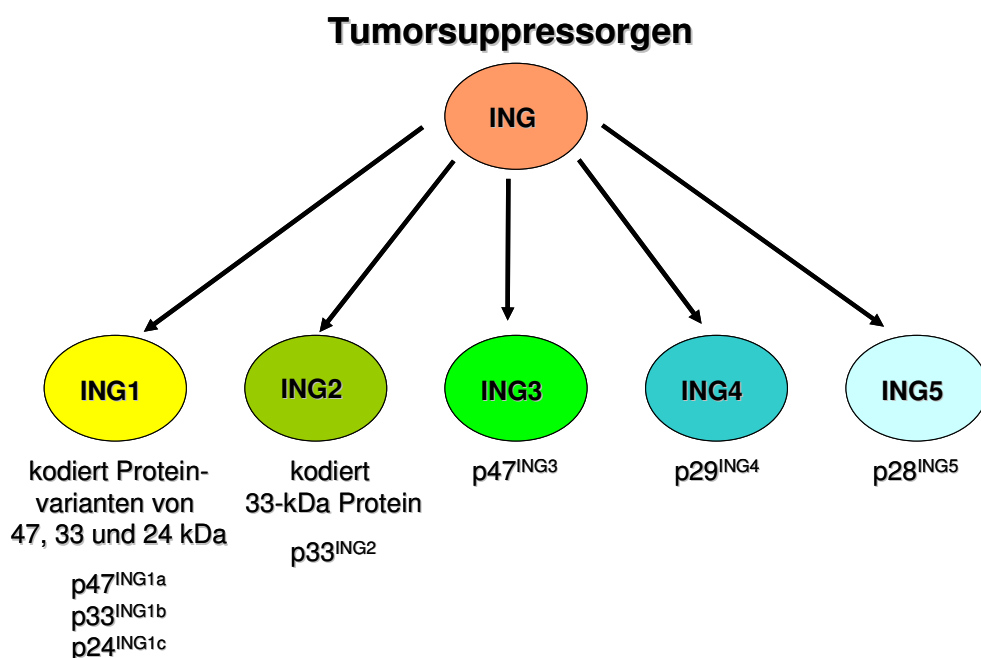 Tumorsuppressorgen
ING
ING1
ING2
ING3
ING4
ING5
kodiert Protein-
varianten von
47, 33 und 24 kDa
p47ING1a
p33ING1b
p24ING1c
kodiert
33-kDa Protein
p33ING2
p47ING3
p29ING4
p28ING5